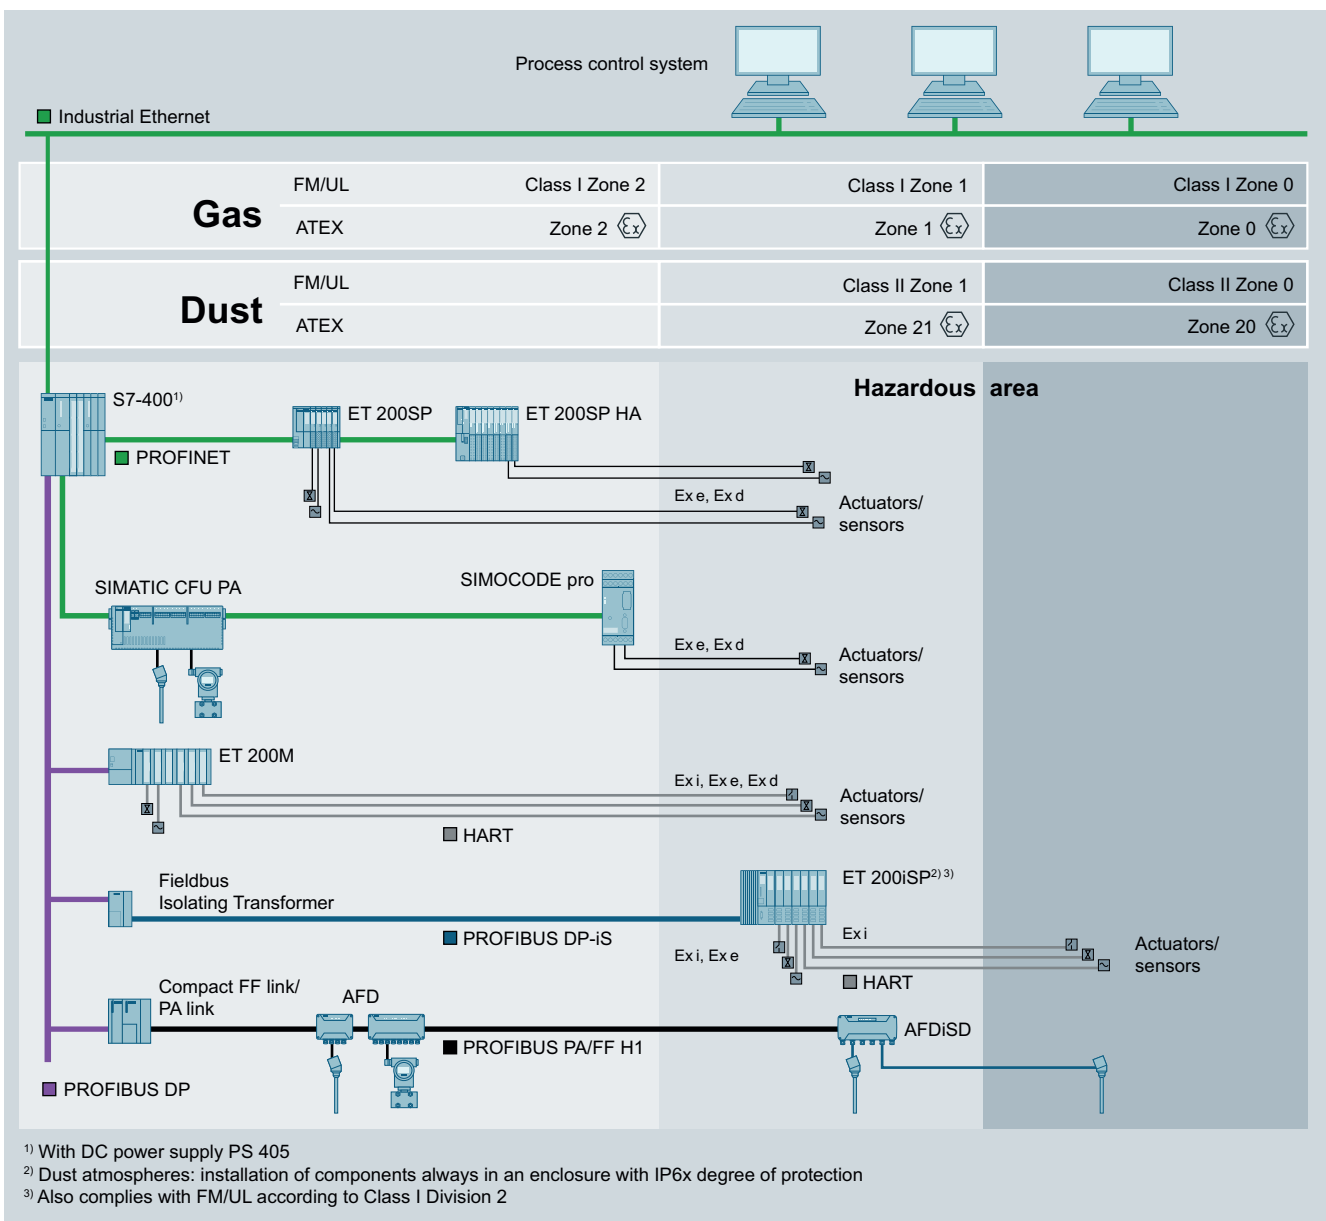 Process control system
Industrial Ethernet
Gas
FM/UL
Class I Zone 2
Class I Zone 1
Class I Zone 0
ATEX
Zone 2 Ex
Zone 1 Ex
Zone 0 Ex
Dust
FM/UL
Class II Zone 1
Class II Zone 0
ATEX
Zone 21 Ex
Zone 20 Ex
Hazardous area
S7-400¹⁾
ET 200SP
ET 200SP HA
PROFINET
Ex e, Ex d
Actuators/
sensors
SIMATIC CFU PA
SIMOCODE pro
Ex e, Ex d
Actuators/
sensors
ET 200M
Ex i, Ex e, Ex d
Actuators/
sensors
HART
Fieldbus
Isolating Transformer
ET 200iSP²⁾ ³⁾
PROFIBUS DP-iS
Ex i, Ex e
Ex i
Actuators/
sensors
HART
Compact FF link/
PA link
AFD
AFDiSD
PROFIBUS PA/FF H1
PROFIBUS DP
¹⁾ With DC power supply PS 405
²⁾ Dust atmospheres: installation of components always in an enclosure with IP6x degree of protection
³⁾ Also complies with FM/UL according to Class I Division 2